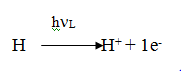 hνL
H ⟶ H⁺ + 1e⁻